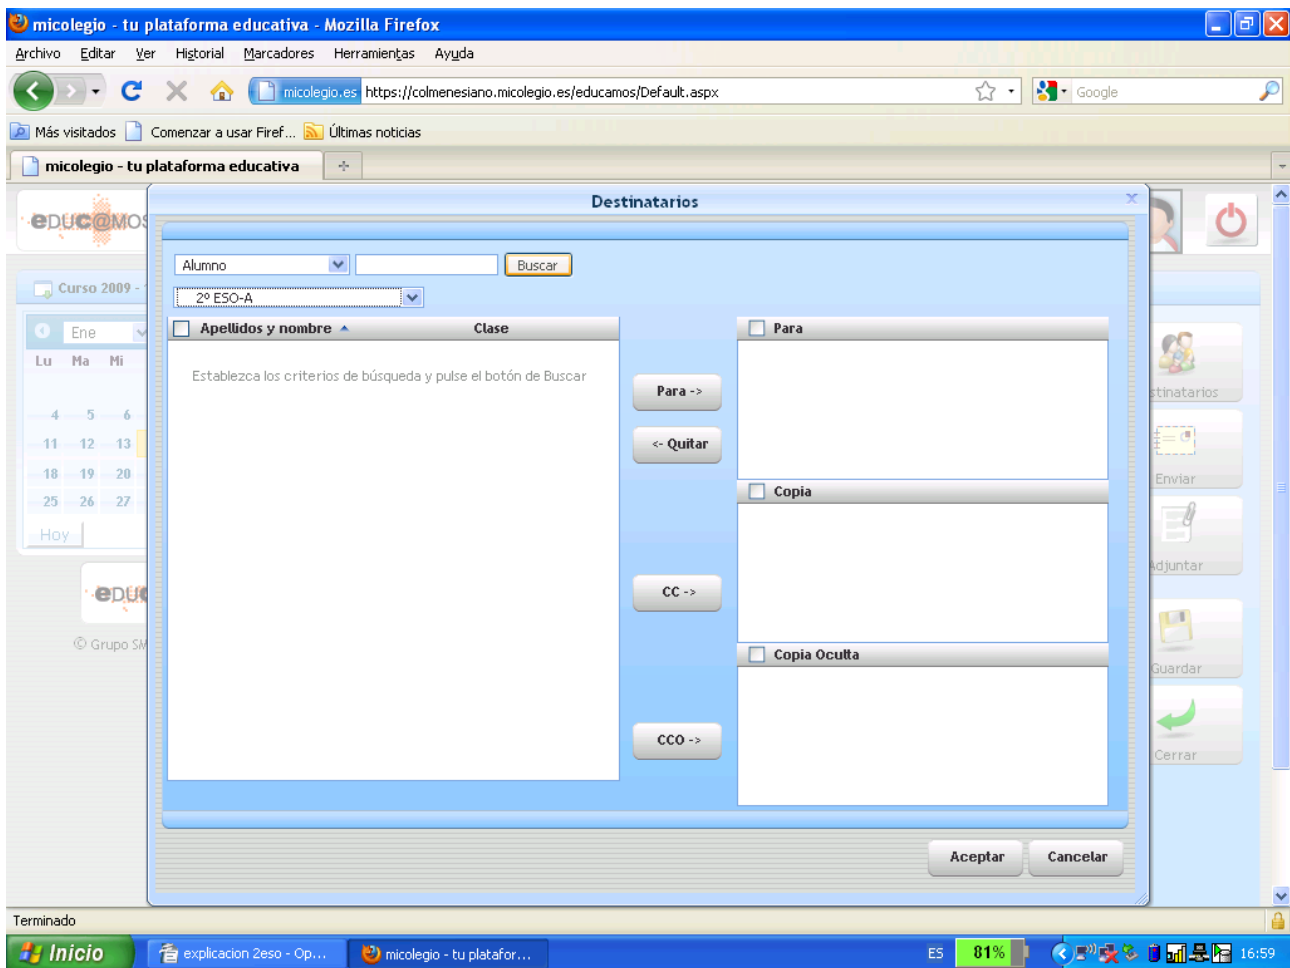 micolegio - tu plataforma educativa - Mozilla Firefox
Archivo Editar Ver Historial Marcadores Herramientas Ayuda
micolegio.es https://colmenesiano.micolegio.es/educamos/Default.aspx Google
Más visitados Comenzar a usar Firef... Últimas noticias
micolegio - tu plataforma educativa
Destinatarios
eDUC@MOS
Alumno Buscar
2º ESO-A
Curso 2009 -
Ene
Lu Ma Mi
4 5 6
11 12 13
18 19 20
25 26 27
Hoy
© Grupo SM
Apellidos y nombre Clase
Establezca los criterios de búsqueda y pulse el botón de Buscar
Para ->
<- Quitar
CC ->
CCO ->
Para
Copia
Copia Oculta
stinatarios
Enviar
Adjuntar
Guardar
Cerrar
Aceptar Cancelar
Terminado
Inicio explicacion 2eso - Op... micolegio - tu platafor... ES 81% 16:59